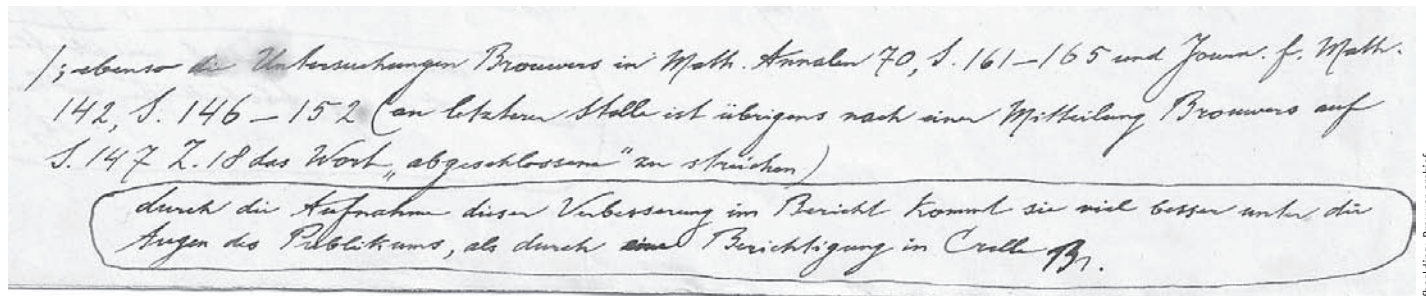 /; ebenso die Untersuchungen Brouwers in Math. Annalen 70, S. 161–165 und Journ. f. Math.
142, S. 146–152 (an letzterer Stelle ist übrigens nach einer Mitteilung Brouwers auf
S. 147 Z. 18 das Wort „abgeschlossene“ zu streichen)
durch die Aufnahme dieser Verbesserung im Bericht kommt sie viel besser unter die
Augen des Publikums, als durch eine Berichtigung in Crelle Br.